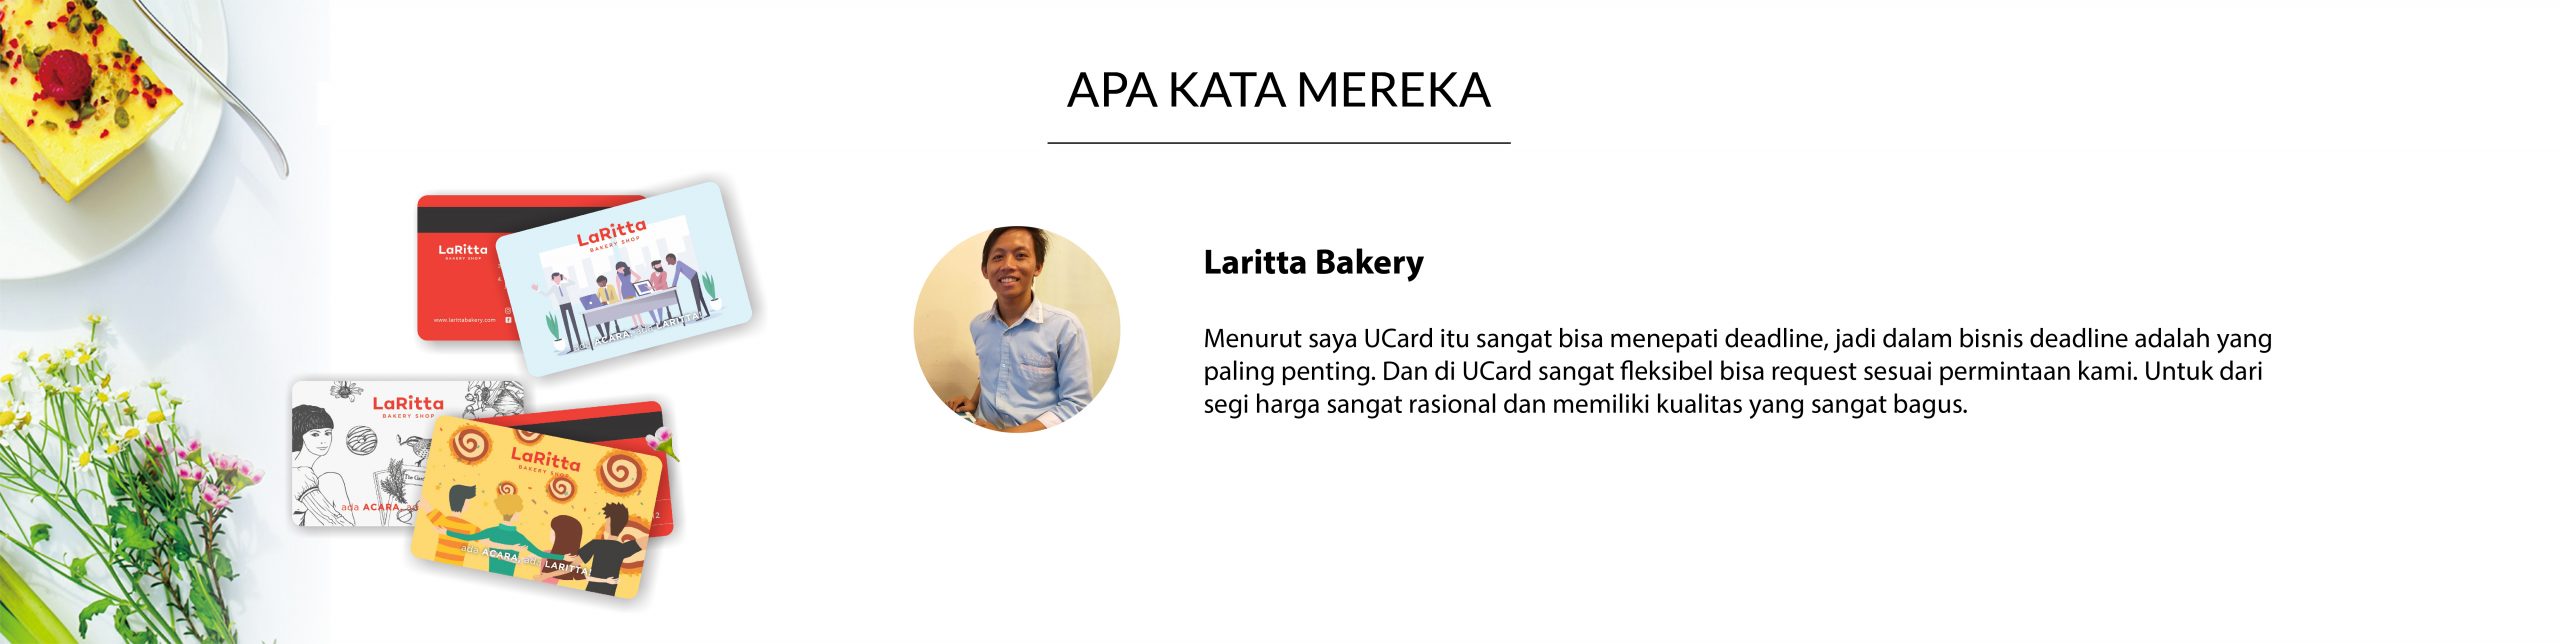 APA KATA MEREKA
LaRitta
BAKERY SHOP
www.larittabakery.com
LaRitta
BAKERY SHOP
ada ACARA, ada LARITTA!
Laritta Bakery
Menurut saya UCard itu sangat bisa menepati deadline, jadi dalam bisnis deadline adalah yang
paling penting. Dan di UCard sangat fleksibel bisa request sesuai permintaan kami. Untuk dari
segi harga sangat rasional dan memiliki kualitas yang sangat bagus.
LaRitta
BAKERY SHOP
ada ACARA,
LaRitta
BAKERY SHOP
ada ACARA, ada LARITTA!